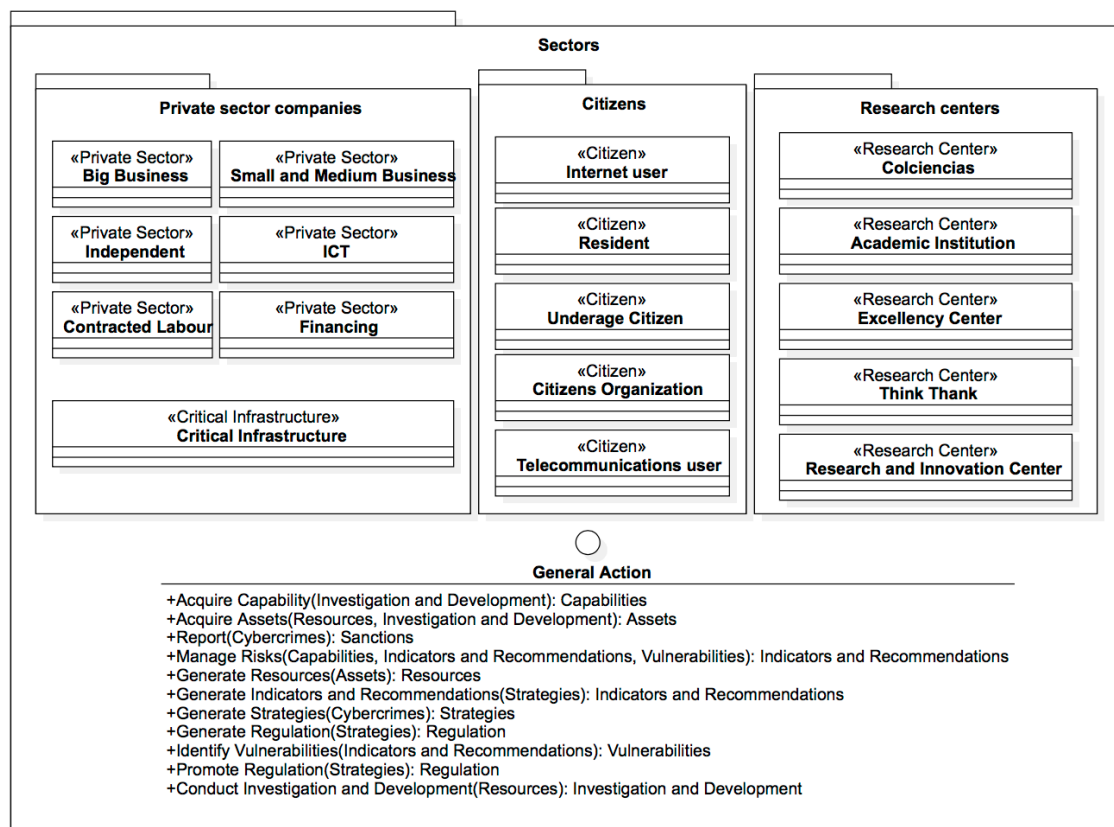 Sectors
Private sector companies
«Private Sector»
Big Business
«Private Sector»
Small and Medium Business
«Private Sector»
Independent
«Private Sector»
ICT
«Private Sector»
Contracted Labour
«Private Sector»
Financing
«Critical Infrastructure»
Critical Infrastructure
Citizens
«Citizen»
Internet user
«Citizen»
Resident
«Citizen»
Underage Citizen
«Citizen»
Citizens Organization
«Citizen»
Telecommunications user
Research centers
«Research Center»
Colciencias
«Research Center»
Academic Institution
«Research Center»
Excellency Center
«Research Center»
Think Thank
«Research Center»
Research and Innovation Center
General Action
+Acquire Capability(Investigation and Development): Capabilities
+Acquire Assets(Resources, Investigation and Development): Assets
+Report(Cybercrimes): Sanctions
+Manage Risks(Capabilities, Indicators and Recommendations, Vulnerabilities): Indicators and Recommendations
+Generate Resources(Assets): Resources
+Generate Indicators and Recommendations(Strategies): Indicators and Recommendations
+Generate Strategies(Cybercrimes): Strategies
+Generate Regulation(Strategies): Regulation
+Identify Vulnerabilities(Indicators and Recommendations): Vulnerabilities
+Promote Regulation(Strategies): Regulation
+Conduct Investigation and Development(Resources): Investigation and Development